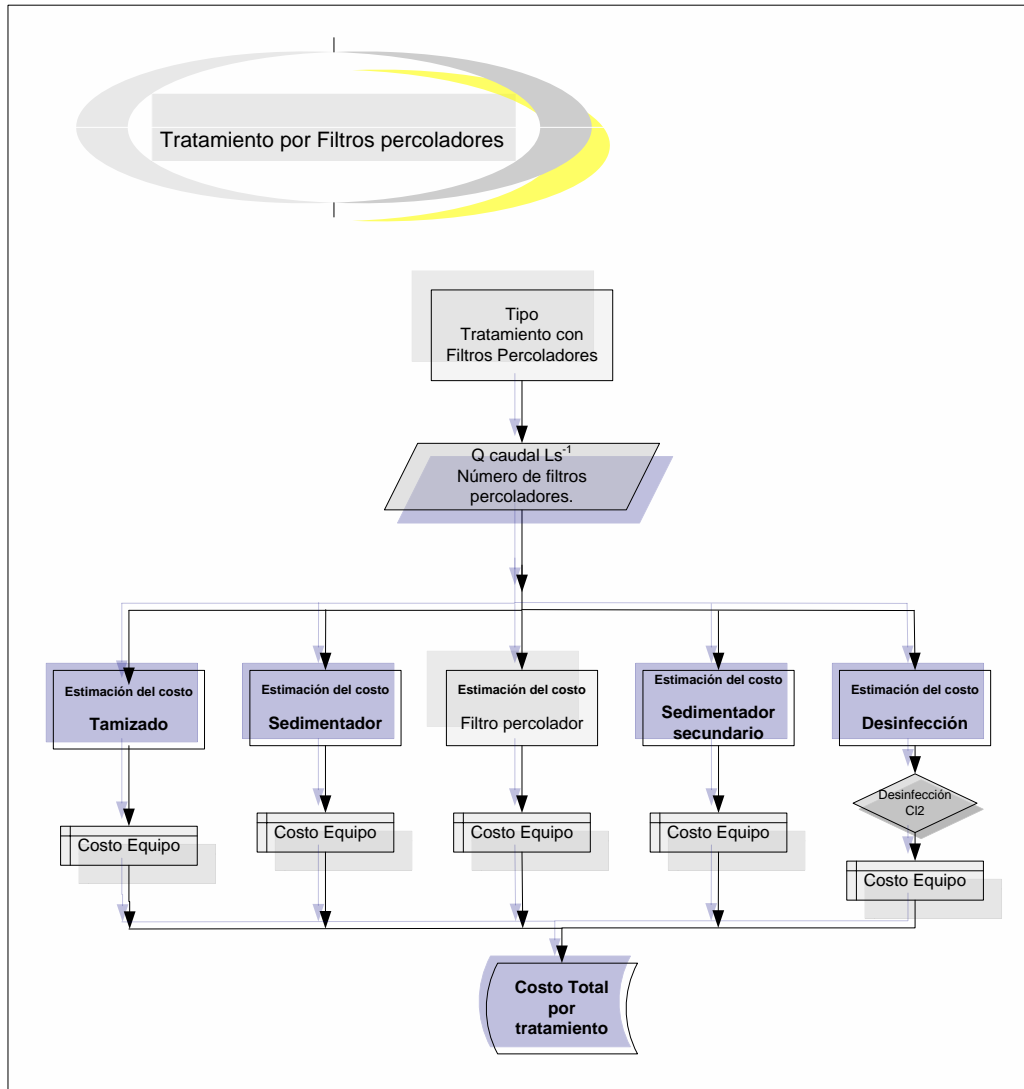 Tratamiento por Filtros percoladores
Tipo
Tratamiento con
Filtros Percoladores
Q caudal Ls⁻¹
Número de filtros
percoladores.
Estimación del costo
Tamizado
Estimación del costo
Sedimentador
Estimación del costo
Filtro percolador
Estimación del costo
Sedimentador
secundario
Estimación del costo
Desinfección
Desinfección
Cl2
Costo Equipo
Costo Equipo
Costo Equipo
Costo Equipo
Costo Equipo
Costo Total
por
tratamiento